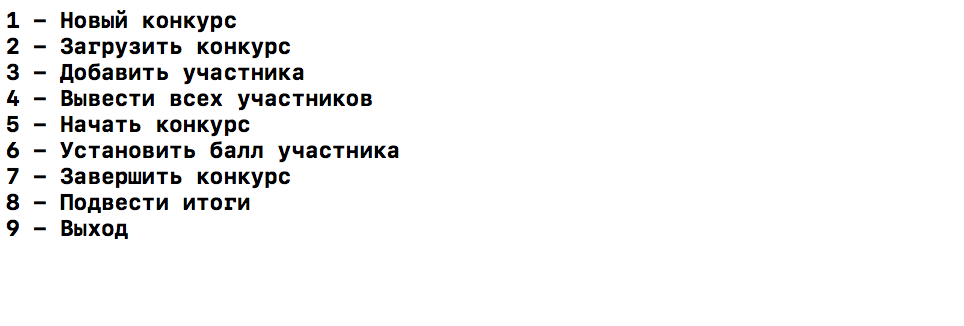 1 – Новый конкурс
2 – Загрузить конкурс
3 – Добавить участника
4 – Вывести всех участников
5 – Начать конкурс
6 – Установить балл участника
7 – Завершить конкурс
8 – Подвести итоги
9 – Выход